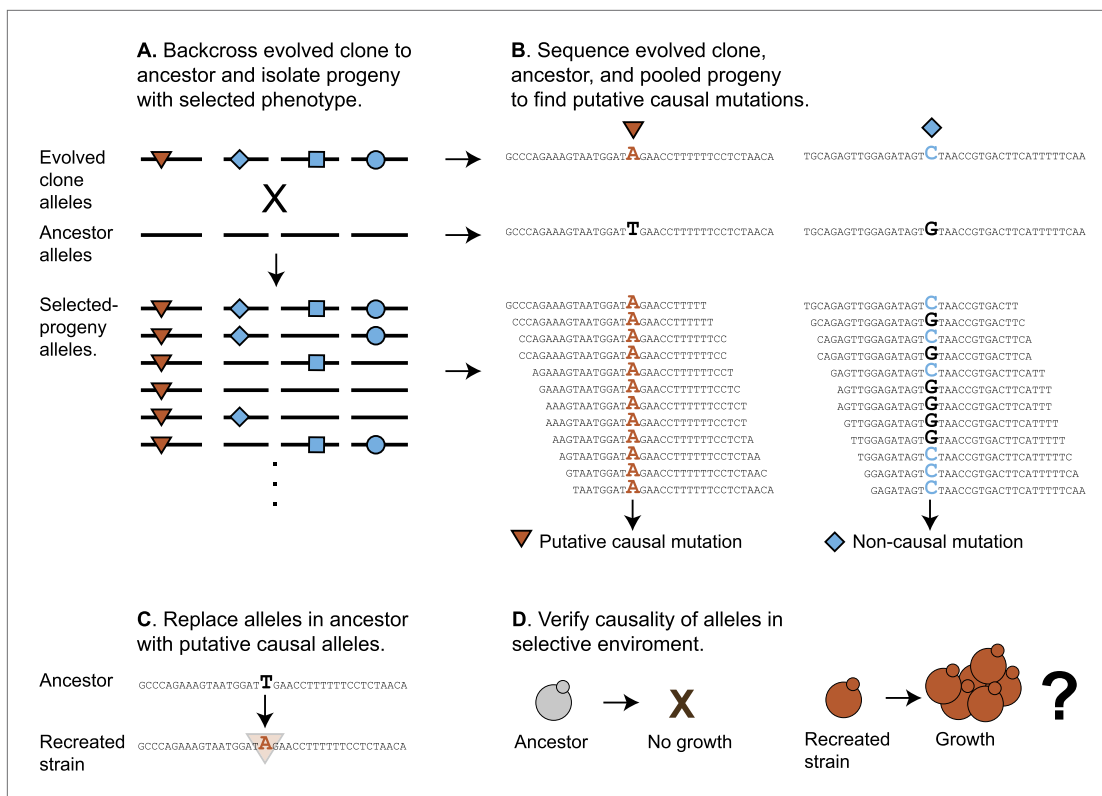 A. Backcross evolved clone to
ancestor and isolate progeny
with selected phenotype.
B. Sequence evolved clone,
ancestor, and pooled progeny
to find putative causal mutations.
Evolved
clone
alleles
GCCCAGAAAGTAATGGATAGAACCTTTTTTCCTCTAACA
TGCAGAGTTGGAGATAGTCTAACCGTGACTTCATTTTTCAA
X
Ancestor
alleles
GCCCAGAAAGTAATGGATTGAACCTTTTTTCCTCTAACA
TGCAGAGTTGGAGATAGTGTAACCGTGACTTCATTTTTCAA
Selected-
progeny
alleles.
GCCCAGAAAGTAATGGATAGAACCTTTTT
CCCAGAAAGTAATGGATAGAACCTTTTTT
CCAGAAAGTAATGGATAGAACCTTTTTTCC
CCAGAAAGTAATGGATAGAACCTTTTTTCC
AGAAAGTAATGGATAGAACCTTTTTTCCT
GAAAGTAATGGATAGAACCTTTTTTCCTC
AAAGTAATGGATAGAACCTTTTTTCCTCT
AAAGTAATGGATAGAACCTTTTTTCCTCT
AAGTAATGGATAGAACCTTTTTTCCTCTA
AGTAATGGATAGAACCTTTTTTCCTCTAA
GTAATGGATAGAACCTTTTTTCCTCTAAC
TAATGGATAGAACCTTTTTTCCTCTAACA
TGCAGAGTTGGAGATAGTCTAACCGTGACTT
GCAGAGTTGGAGATAGTGTAACCGTGACTTC
CAGAGTTGGAGATAGTCTAACCGTGACTTCA
CAGAGTTGGAGATAGTGTAACCGTGACTTCA
GAGTTGGAGATAGTCTAACCGTGACTTCATT
AGTTGGAGATAGTGTAACCGTGACTTCATTT
AGTTGGAGATAGTGTAACCGTGACTTCATTT
GTTGGAGATAGTGTAACCGTGACTTCATTTT
TTGGAGATAGTGTAACCGTGACTTCATTTTT
TGGAGATAGTCTAACCGTGACTTCATTTTTC
GGAGATAGTCTAACCGTGACTTCATTTTTCA
GAGATAGTCTAACCGTGACTTCATTTTTCAA
Putative causal mutation
Non-causal mutation
C. Replace alleles in ancestor
with putative causal alleles.
Ancestor
GCCCAGAAAGTAATGGATTGAACCTTTTTTCCTCTAACA
Recreated
strain
GCCCAGAAAGTAATGGATAGAACCTTTTTTCCTCTAACA
D. Verify causality of alleles in
selective enviroment.
X
?
Ancestor
No growth
Recreated
strain
Growth